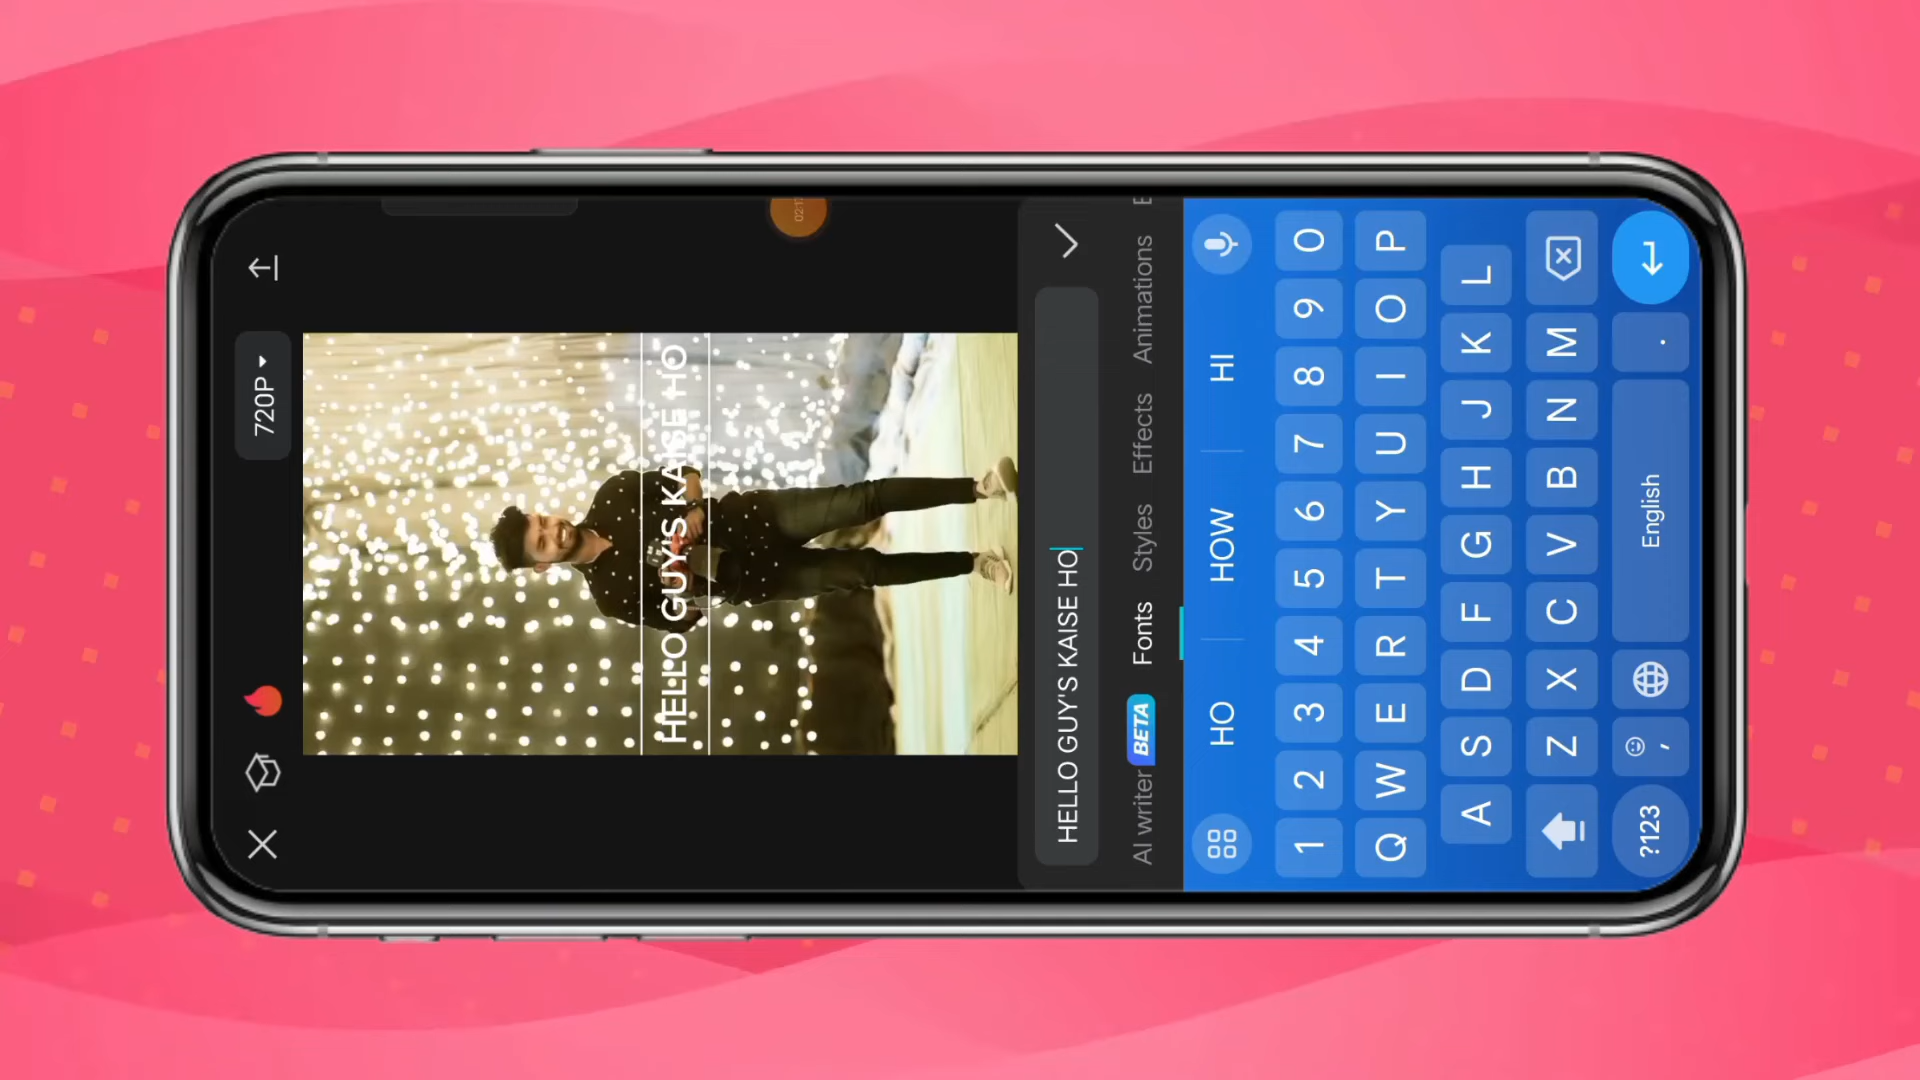 720P
HELLO GUY'S KAISE HO
HELLO GUY'S KAISE HO
AI writer BETA Fonts Styles Effects Animations
HO HOW HI
1 2 3 4 5 6 7 8 9 0
Q W E R T Y U I O P
A S D F G H J K L
Z X C V B N M
?123 , English .